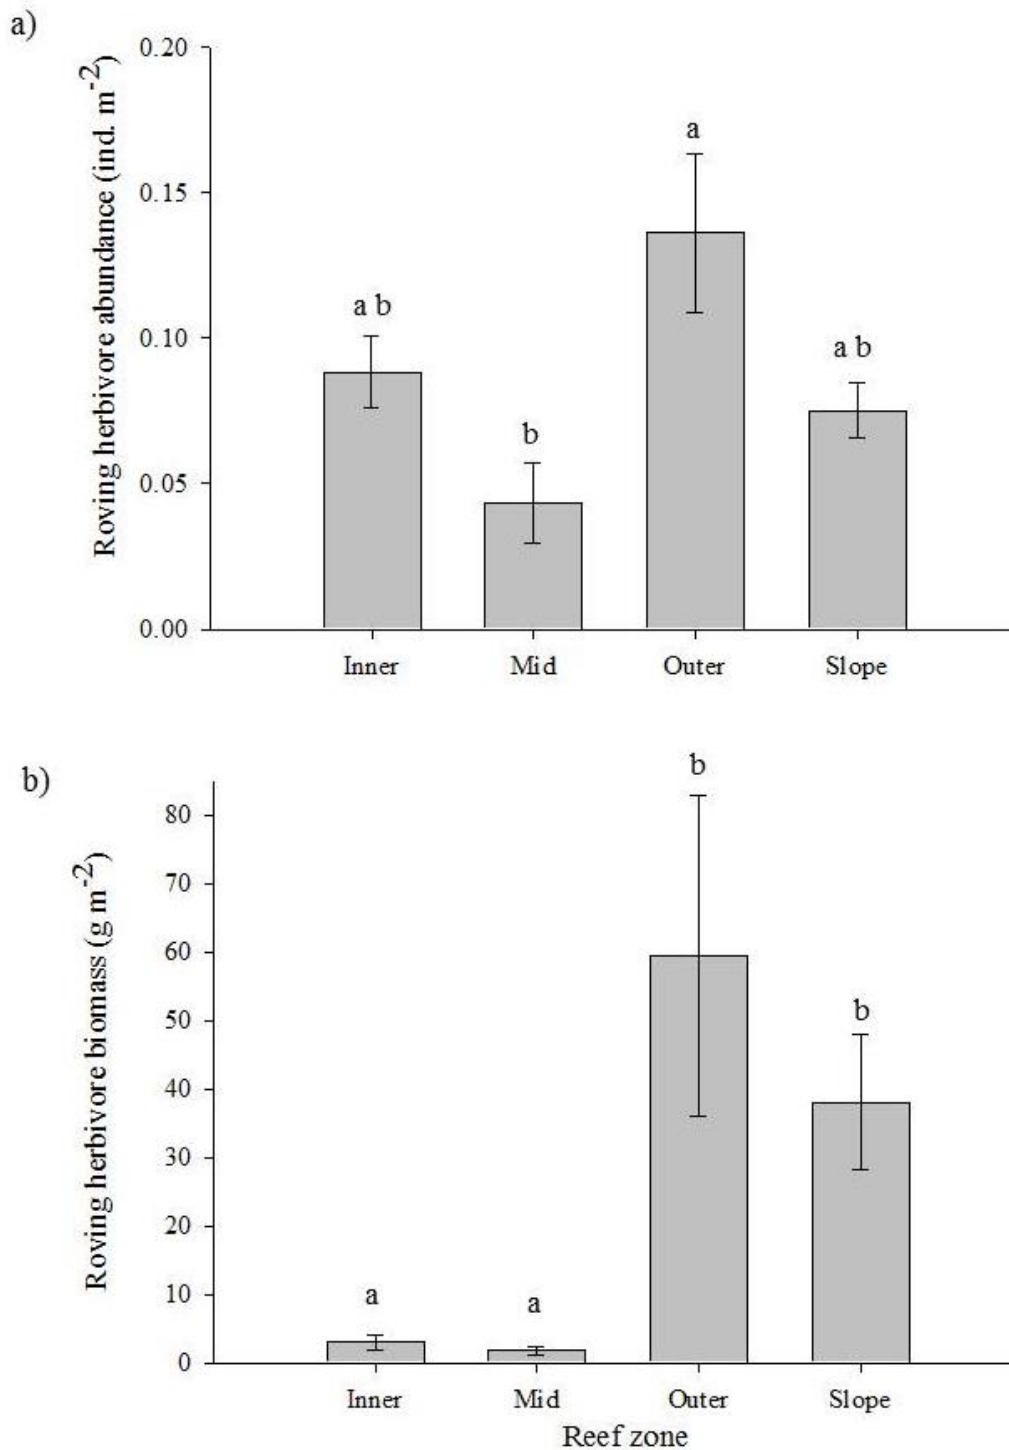 a)
Roving herbivore abundance (ind. m-2)
0.20
0.15
0.10
0.05
0.00
a b
b
a
a b
Inner Mid Outer Slope
b)
Roving herbivore biomass (g m-2)
80
70
60
50
40
30
20
10
0
a
a
b
b
Inner Mid Outer Slope
Reef zone